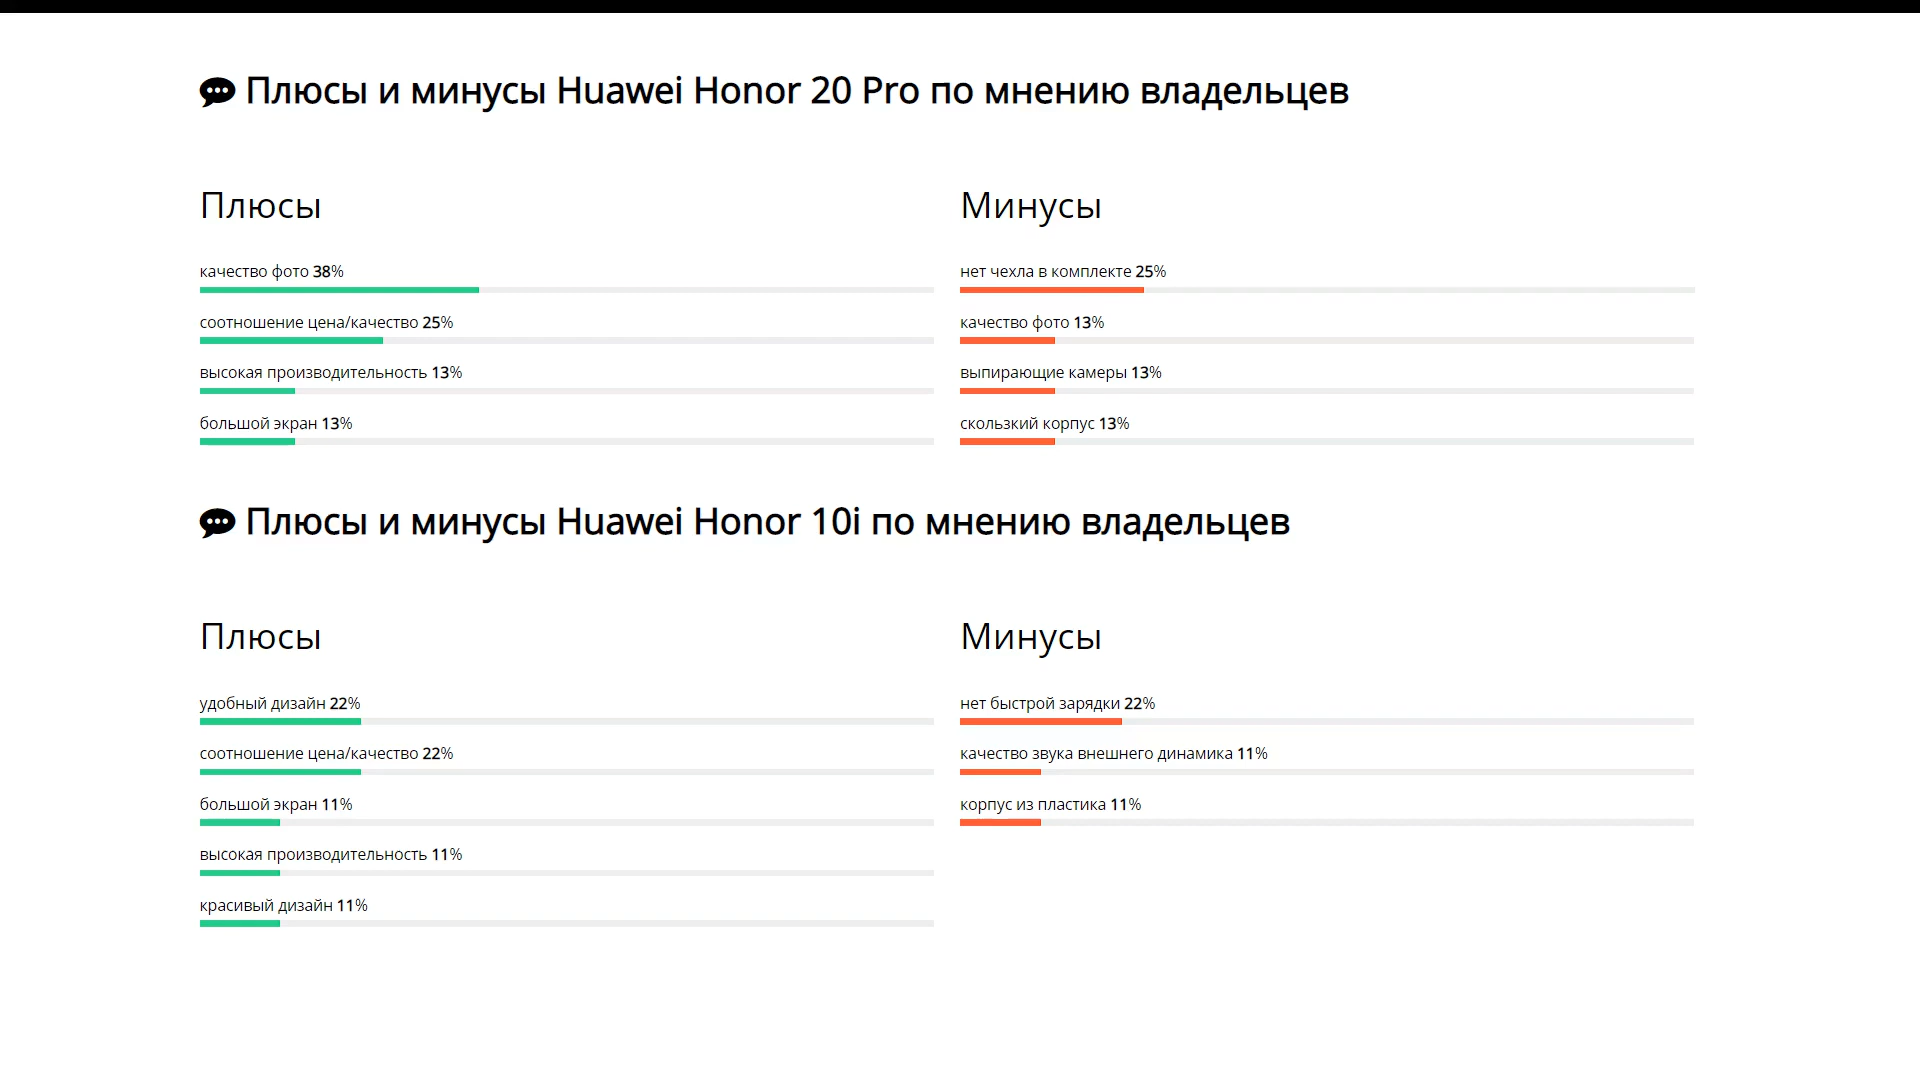 Плюсы и минусы Huawei Honor 20 Pro по мнению владельцев
Плюсы
качество фото 38%
соотношение цена/качество 25%
высокая производительность 13%
большой экран 13%
Минусы
нет чехла в комплекте 25%
качество фото 13%
выпирающие камеры 13%
скользкий корпус 13%
Плюсы и минусы Huawei Honor 10i по мнению владельцев
Плюсы
удобный дизайн 22%
соотношение цена/качество 22%
большой экран 11%
высокая производительность 11%
красивый дизайн 11%
Минусы
нет быстрой зарядки 22%
качество звука внешнего динамика 11%
корпус из пластика 11%